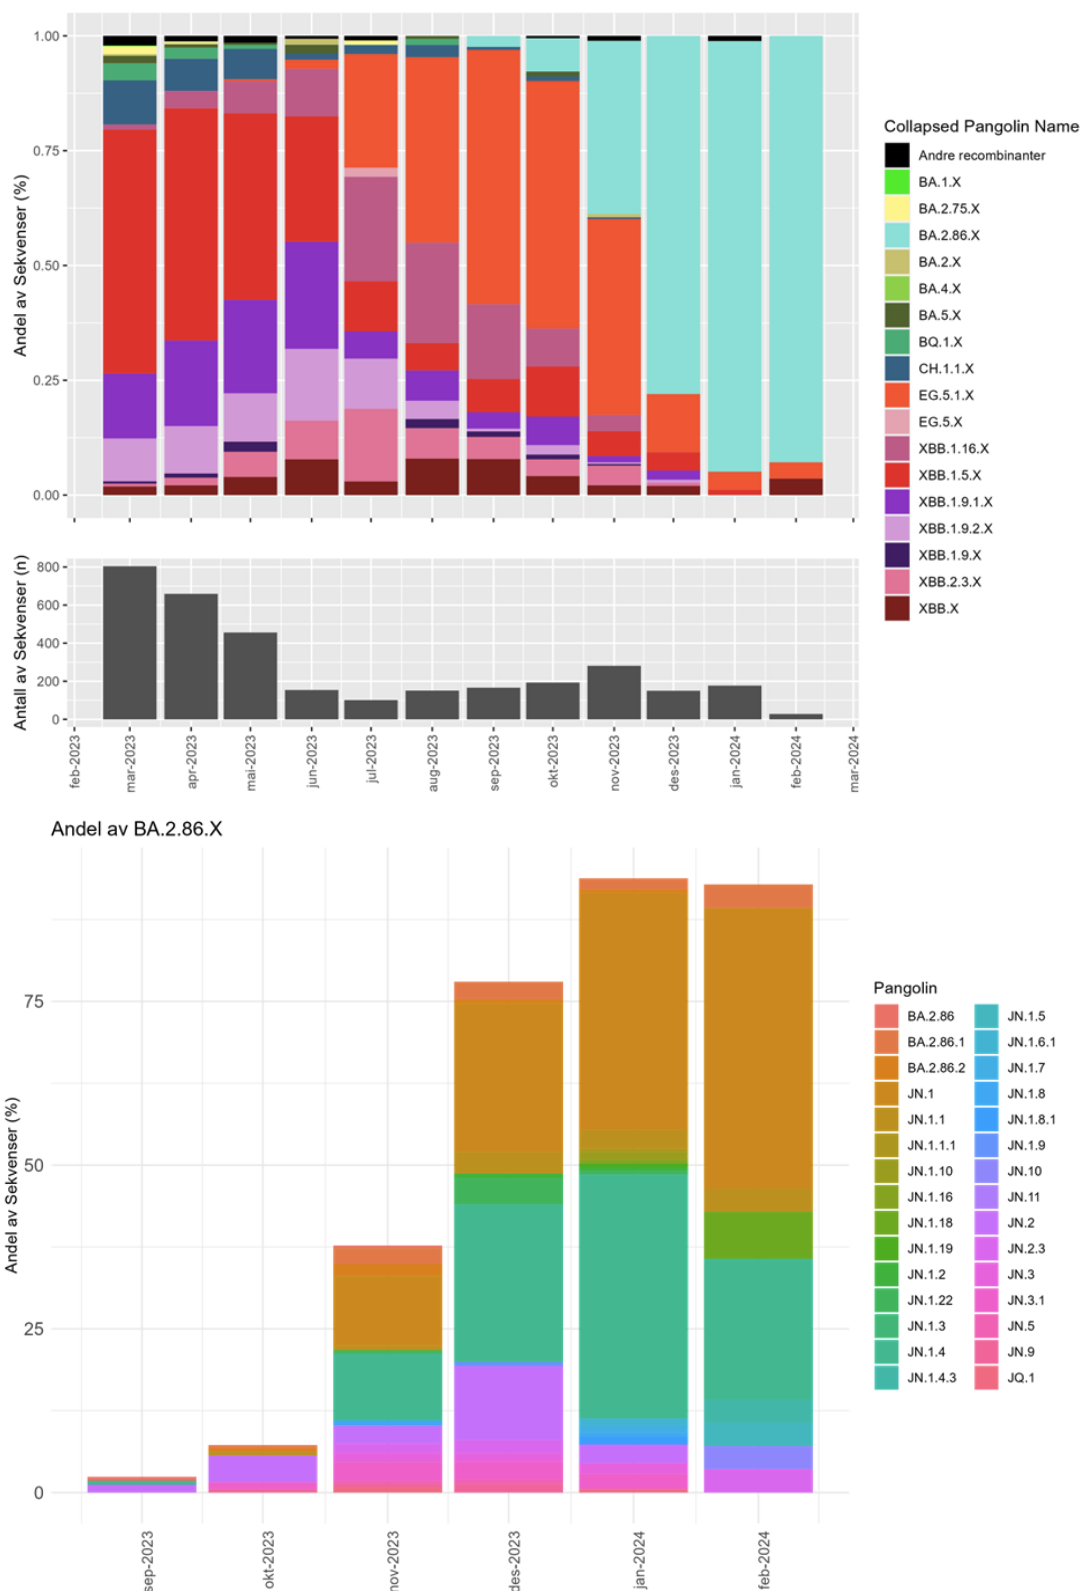 Andel av Sekvenser (%)
1.00
0.75
0.50
0.25
0.00
Collapsed Pangolin Name
Andre recombinanter
BA.1.X
BA.2.75.X
BA.2.86.X
BA.2.X
BA.4.X
BA.5.X
BQ.1.X
CH.1.1.X
EG.5.1.X
EG.5.X
XBB.1.16.X
XBB.1.5.X
XBB.1.9.1.X
XBB.1.9.2.X
XBB.1.9.X
XBB.2.3.X
XBB.X
Antall av Sekvenser (n)
800
600
400
200
0
feb-2023
mar-2023
apr-2023
mai-2023
jun-2023
jul-2023
aug-2023
sep-2023
okt-2023
nov-2023
des-2023
jan-2024
feb-2024
mar-2024
Andel av BA.2.86.X
Andel av Sekvenser (%)
75
50
25
0
sep-2023
okt-2023
nov-2023
des-2023
jan-2024
feb-2024
Pangolin
BA.2.86
BA.2.86.1
BA.2.86.2
JN.1
JN.1.1
JN.1.1.1
JN.1.10
JN.1.16
JN.1.18
JN.1.19
JN.1.2
JN.1.22
JN.1.3
JN.1.4
JN.1.4.3
JN.1.5
JN.1.6.1
JN.1.7
JN.1.8
JN.1.8.1
JN.1.9
JN.10
JN.11
JN.2
JN.2.3
JN.3
JN.3.1
JN.5
JN.9
JQ.1